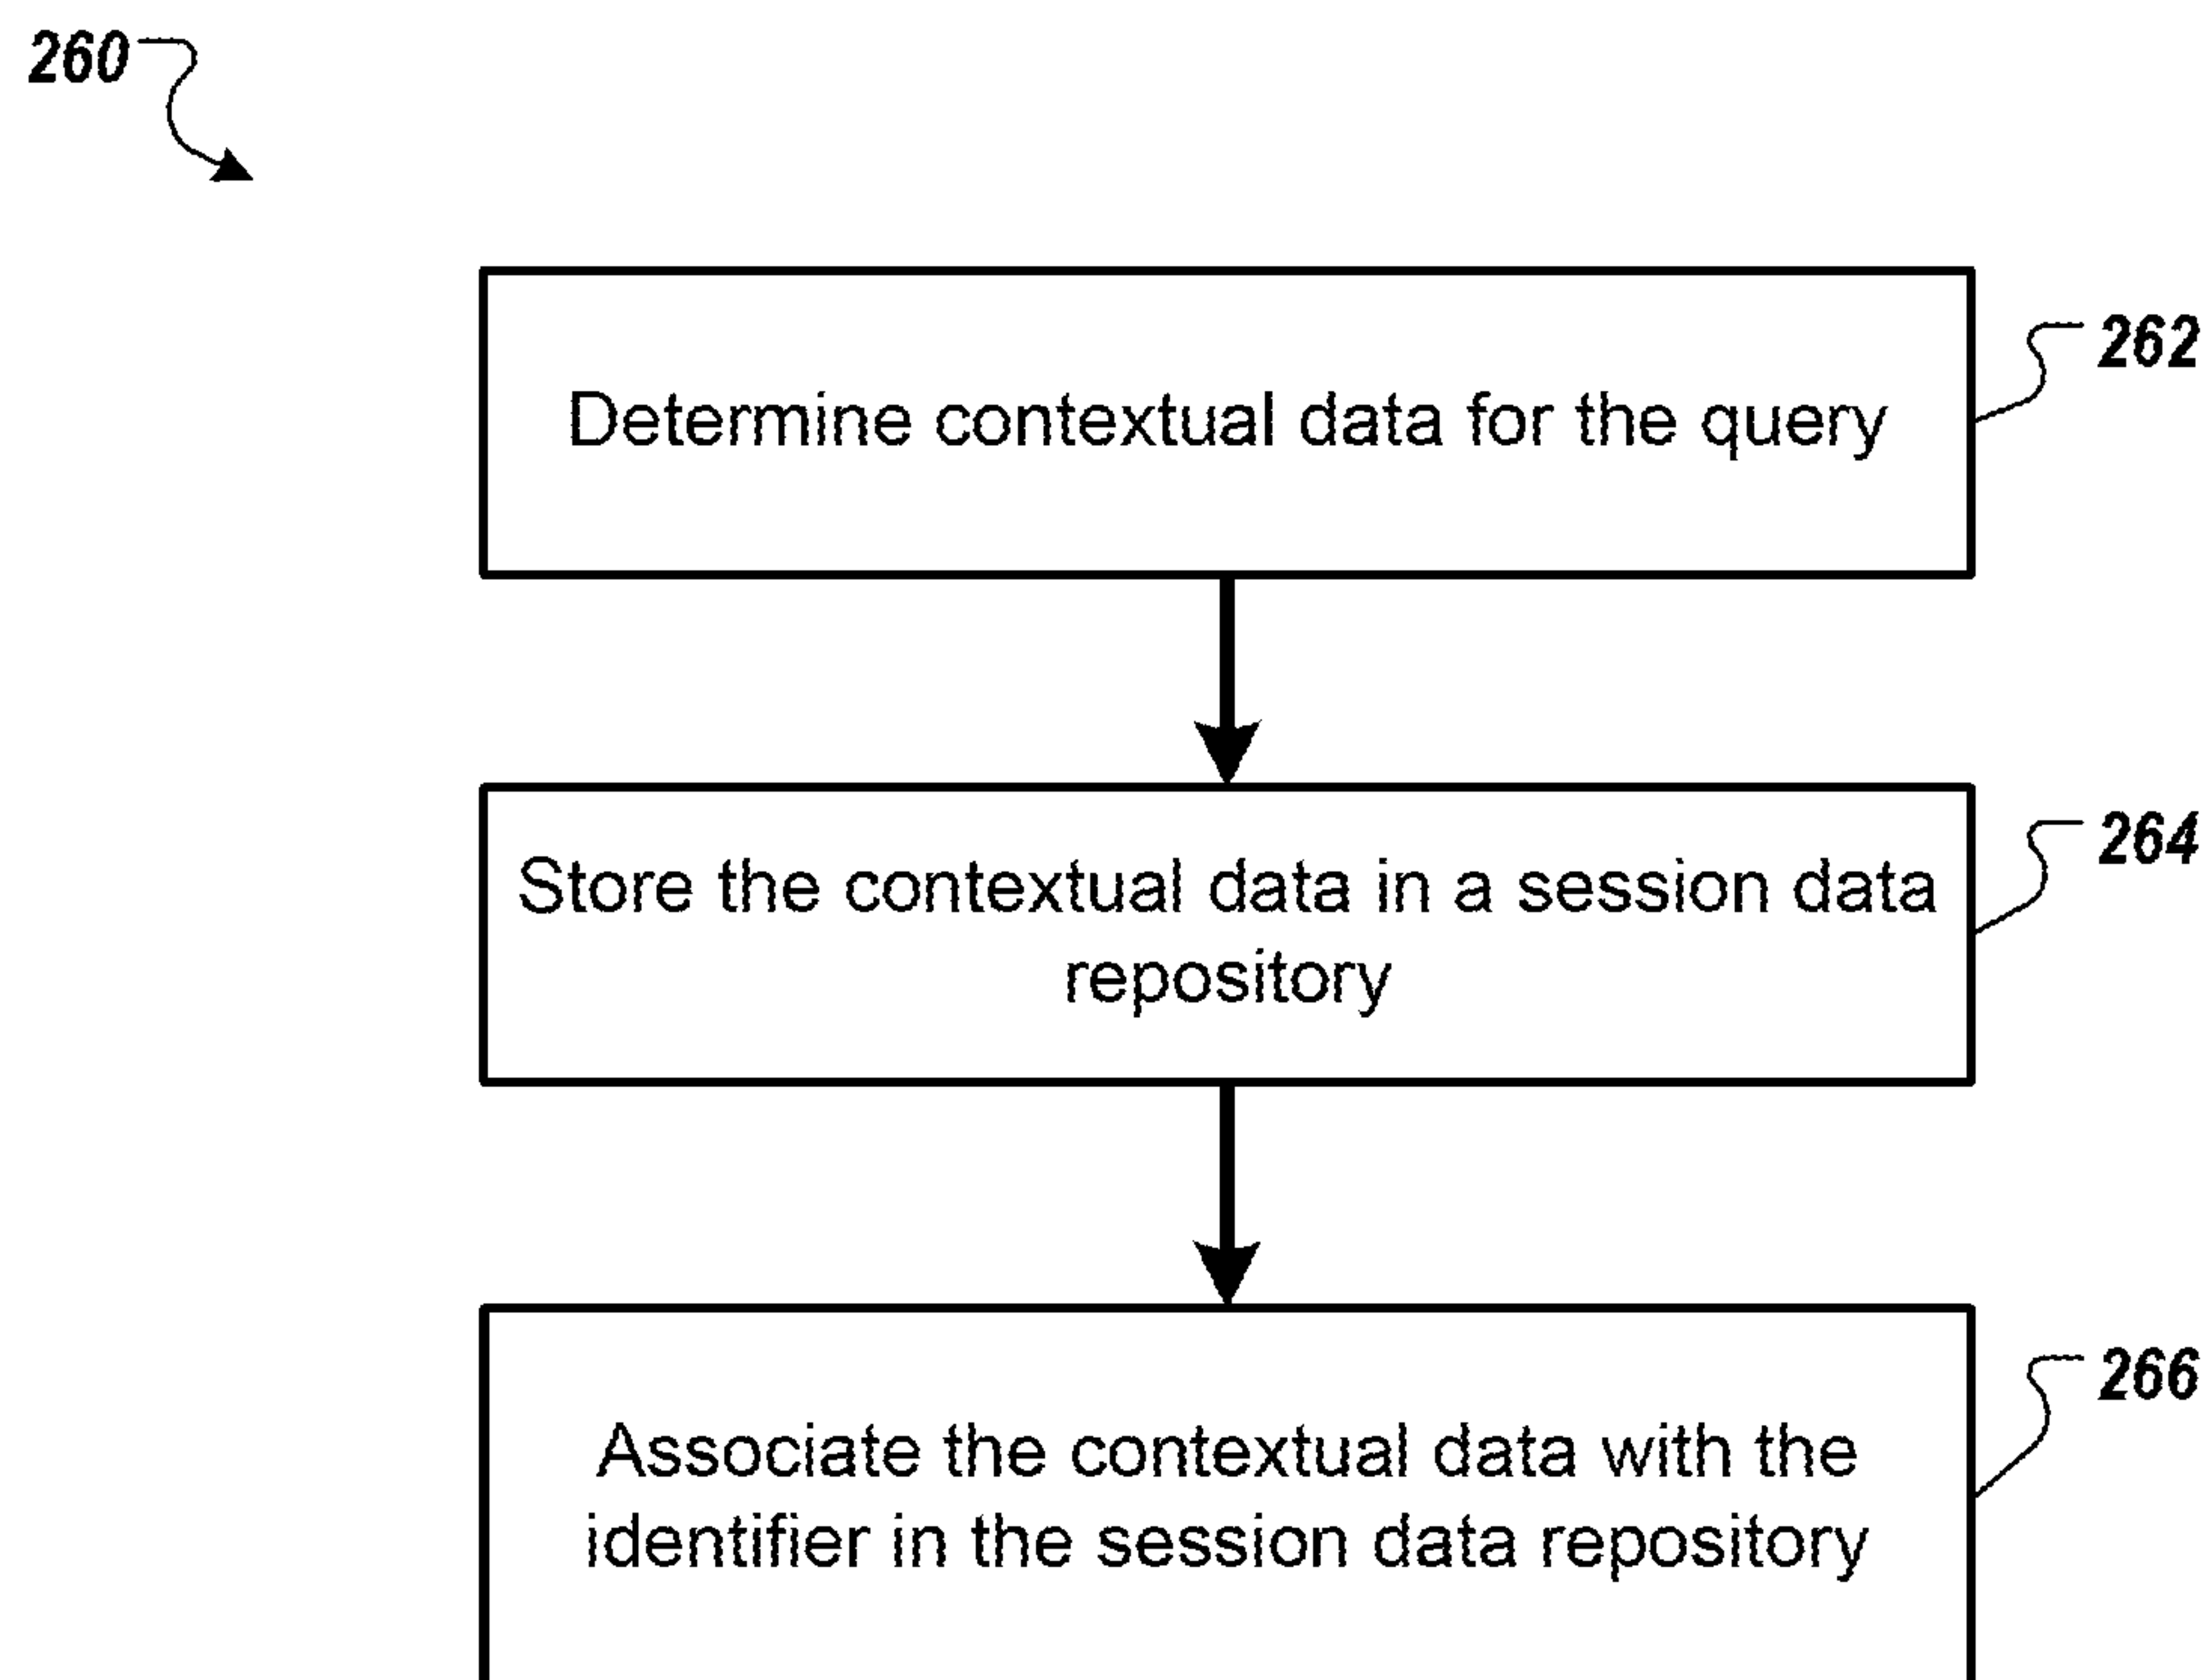 260
262
Determine contextual data for the query
264
Store the contextual data in a session data
repository
266
Associate the contextual data with the
identifier in the session data repository